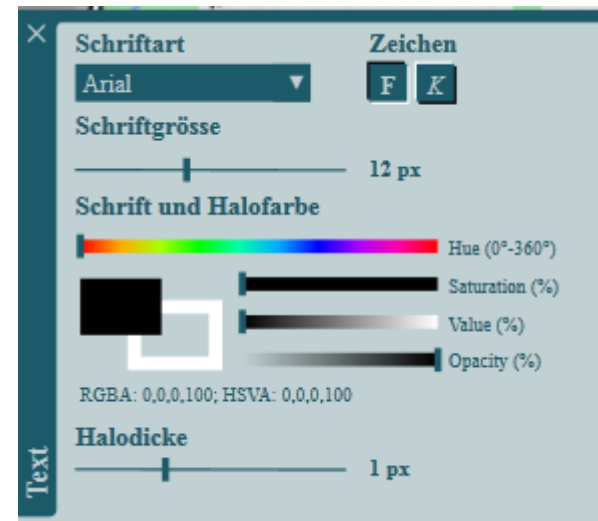 Schriftart Zeichen
Arial F K
Schriftgrösse
12 px
Schrift und Halofarbe
Hue (0°-360°)
Saturation (%)
Value (%)
Opacity (%)
RGBA: 0,0,0,100; HSVA: 0,0,0,100
Halodicke
1 px
Text